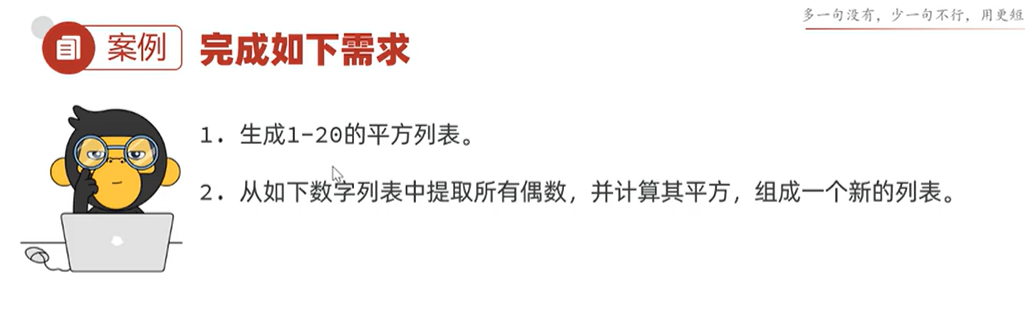 多一句没有，少一句不行，用更短
案例 完成如下需求
1. 生成1-20的平方列表。
2. 从如下数字列表中提取所有偶数，并计算其平方，组成一个新的列表。